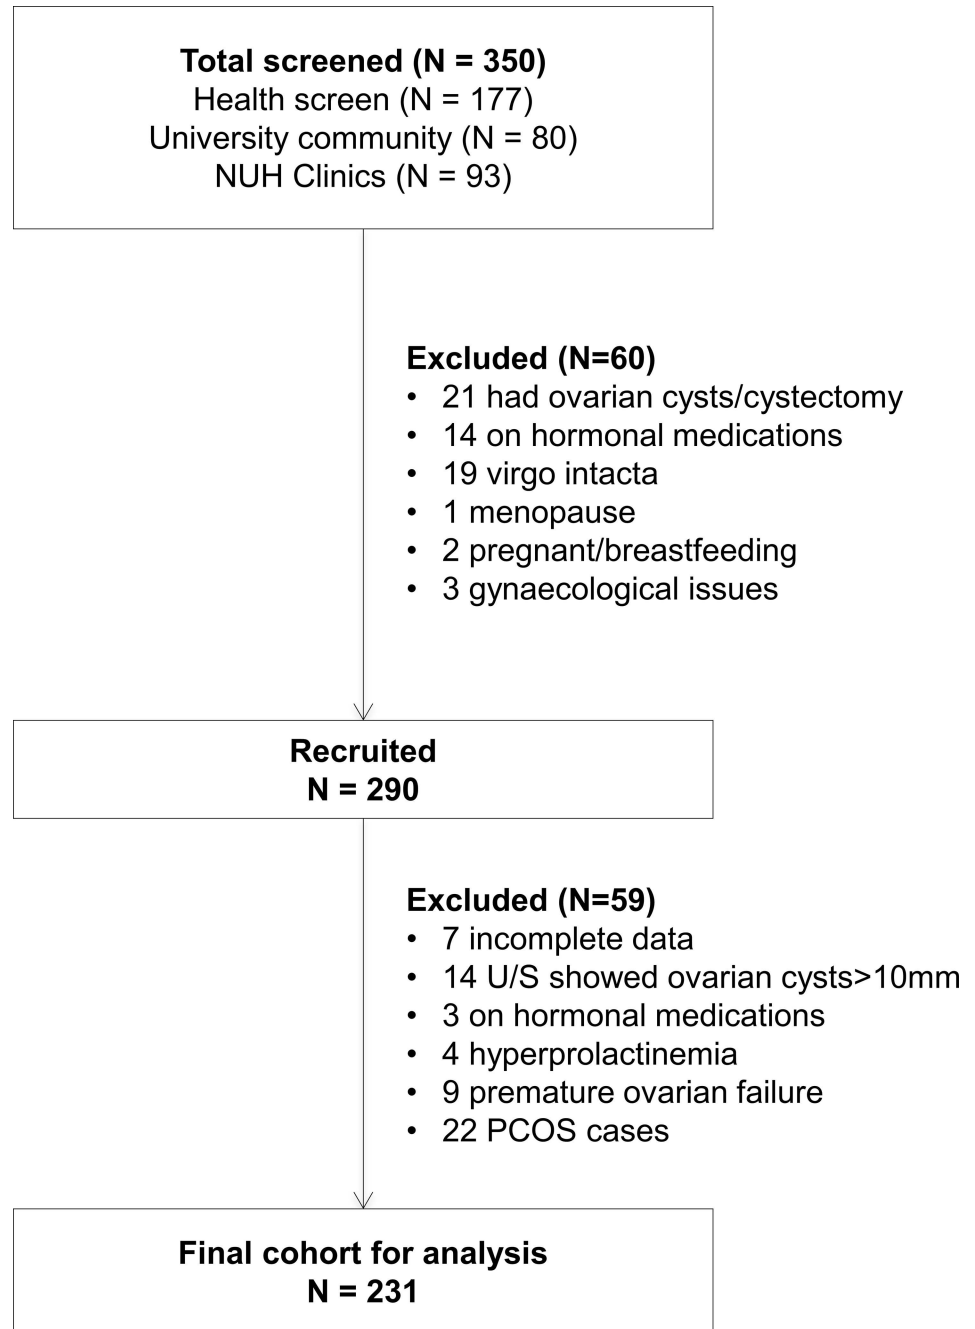 Total screened (N = 350)
Health screen (N = 177)
University community (N = 80)
NUH Clinics (N = 93)
Excluded (N=60)
• 21 had ovarian cysts/cystectomy
• 14 on hormonal medications
• 19 virgo intacta
• 1 menopause
• 2 pregnant/breastfeeding
• 3 gynaecological issues
Recruited
N = 290
Excluded (N=59)
• 7 incomplete data
• 14 U/S showed ovarian cysts>10mm
• 3 on hormonal medications
• 4 hyperprolactinemia
• 9 premature ovarian failure
• 22 PCOS cases
Final cohort for analysis
N = 231